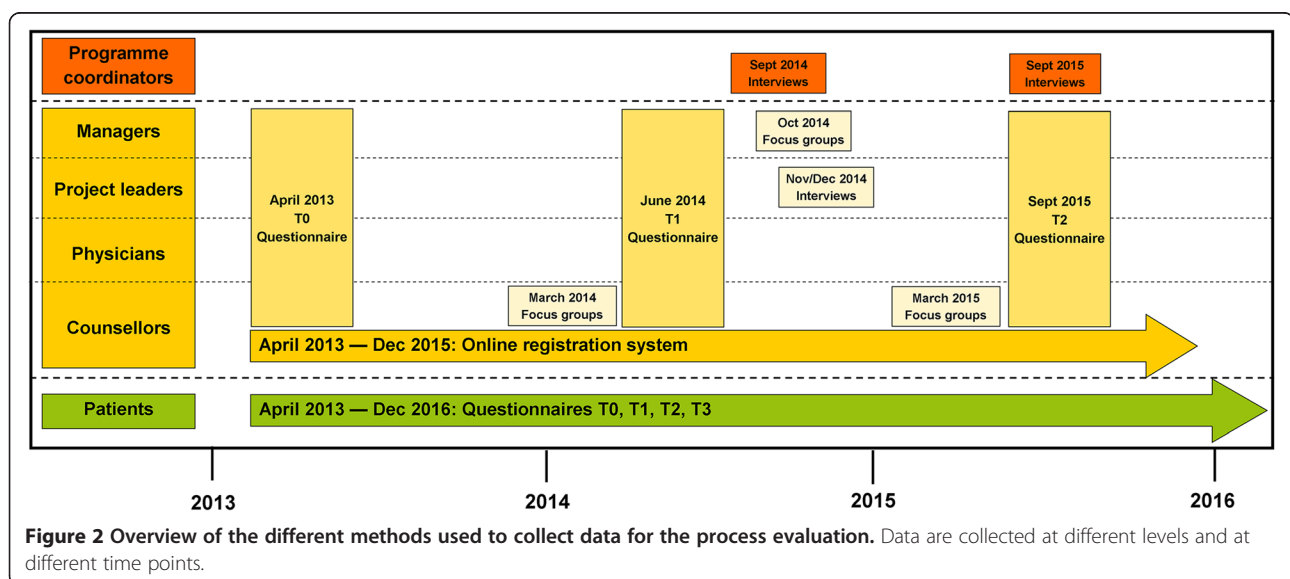 Programme
coordinators
Sept 2014
Interviews
Sept 2015
Interviews
Managers
Project leaders
Physicians
Counsellors
April 2013
T0
Questionnaire
June 2014
T1
Questionnaire
Oct 2014
Focus groups
Nov/Dec 2014
Interviews
Sept 2015
T2
Questionnaire
March 2014
Focus groups
March 2015
Focus groups
April 2013 — Dec 2015: Online registration system
Patients
April 2013 — Dec 2016: Questionnaires T0, T1, T2, T3
2013
2014
2015
2016
Figure 2 Overview of the different methods used to collect data for the process evaluation. Data are collected at different levels and at
different time points.